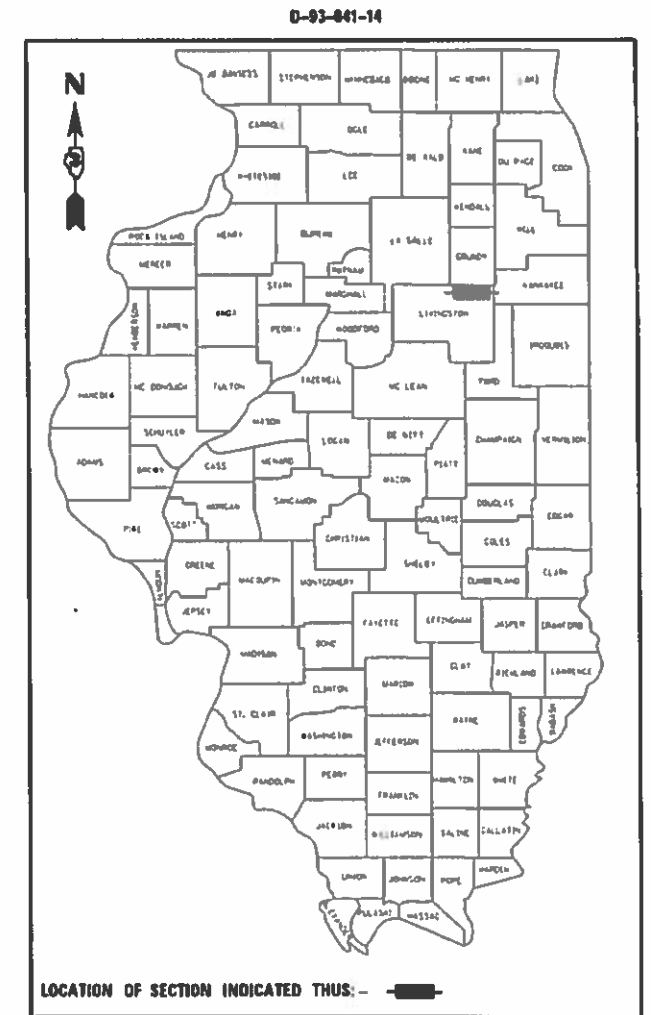 D-93-041-14
N
JO DAVIESS STEPHENSON WINNEBAGO BOONE MC HENRY LAKE
CARROLL OGLE
DE KALB KANE DU PAGE COOK
WHITESIDE LEE
KENDALL WILL
ROCK ISLAND HENRY BUREAU LA SALLE GRUNDY
MERCER PUTNAM KANKAKEE
STARK MARSHALL
HENDERSON WARREN KNOX PEORIA WOODFORD LIVINGSTON IROQUOIS
HANCOCK MC DONOUGH FULTON TAZEWELL MC LEAN FORD
SCHUYLER MASON LOGAN DE WITT CHAMPAIGN VERMILION
ADAMS BROWN CASS MENARD MACON PIATT
PIKE SCOTT MORGAN SANGAMON CHRISTIAN MOULTRIE DOUGLAS EDGAR
COLES
GREENE MACOUPIN MONTGOMERY SHELBY CUMBERLAND CLARK
CALHOUN JERSEY
FAYETTE EFFINGHAM JASPER CRAWFORD
MADISON BOND
CLAY RICHLAND LAWRENCE
CLINTON MARION
ST. CLAIR WAYNE EDWARDS WABASH
MONROE WASHINGTON JEFFERSON
RANDOLPH PERRY HAMILTON WHITE
FRANKLIN
JACKSON WILLIAMSON SALINE GALLATIN
UNION JOHNSON POPE HARDIN
PULASKI MASSAC
LOCATION OF SECTION INDICATED THUS: –